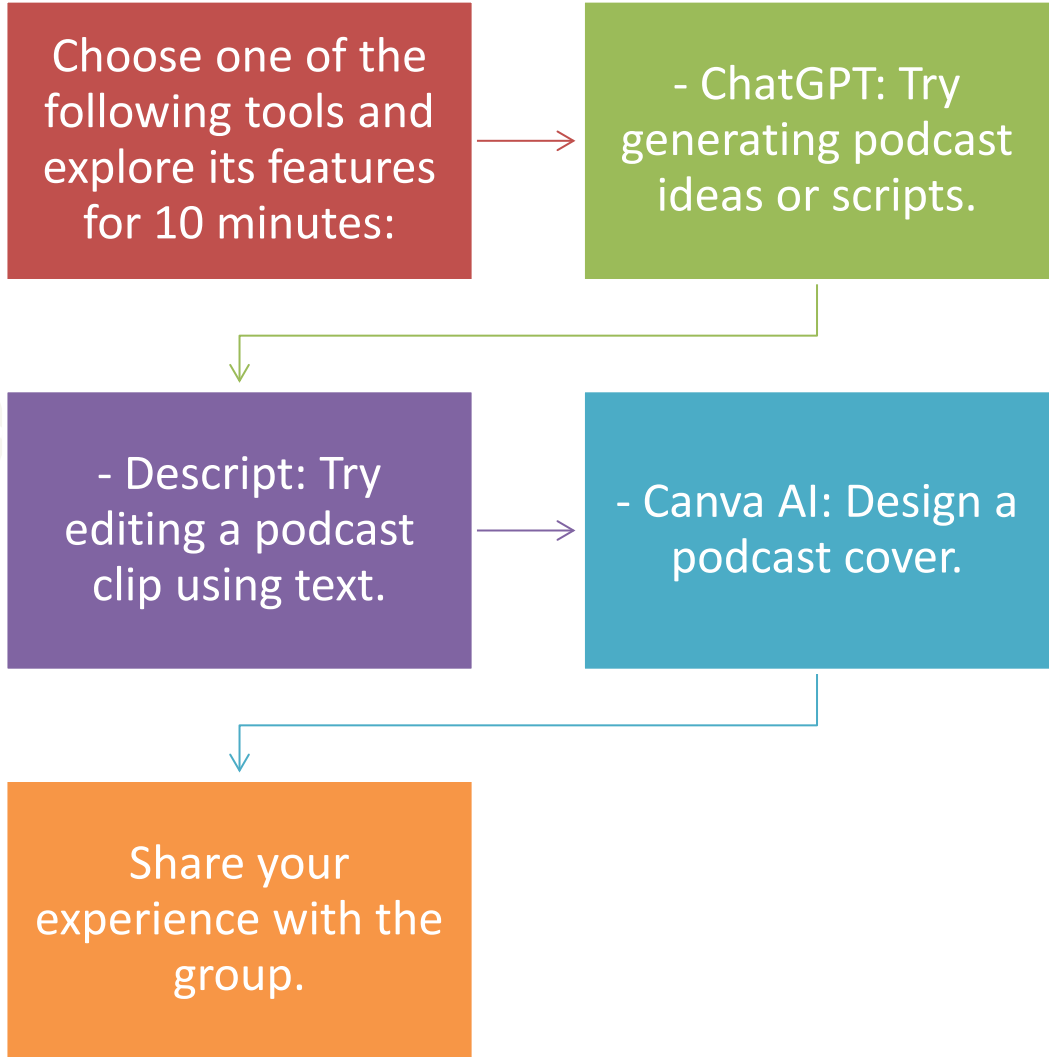 Choose one of the
following tools and
explore its features
for 10 minutes:
- ChatGPT: Try
generating podcast
ideas or scripts.
- Descript: Try
editing a podcast
clip using text.
- Canva AI: Design a
podcast cover.
Share your
experience with the
group.